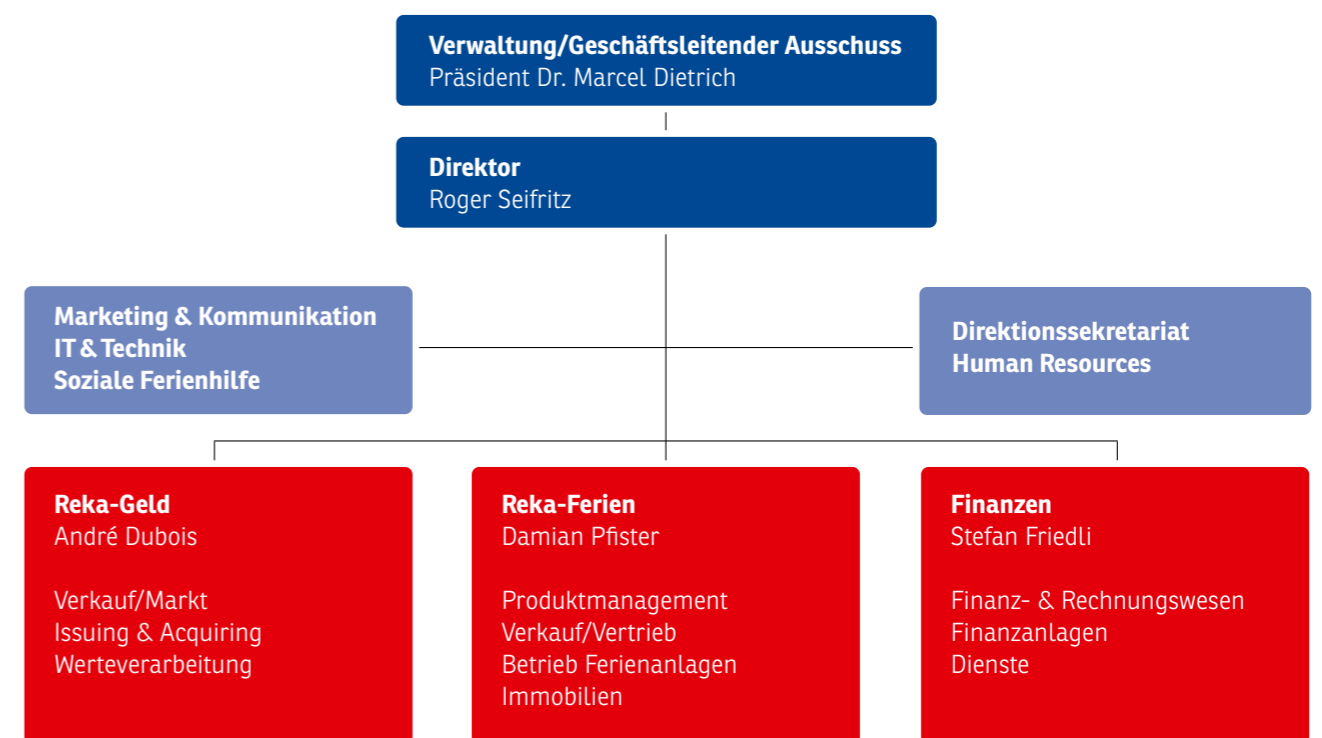 Verwaltung/Geschäftsleitender Ausschuss
Präsident Dr. Marcel Dietrich
Direktor
Roger Seifritz
Marketing & Kommunikation
IT & Technik
Soziale Ferienhilfe
Direktionssekretariat
Human Resources
Reka-Geld
André Dubois
Verkauf/Markt
Issuing & Acquiring
Werteverarbeitung
Reka-Ferien
Damian Pfister
Produktmanagement
Verkauf/Vertrieb
Betrieb Ferienanlagen
Immobilien
Finanzen
Stefan Friedli
Finanz- & Rechnungswesen
Finanzanlagen
Dienste